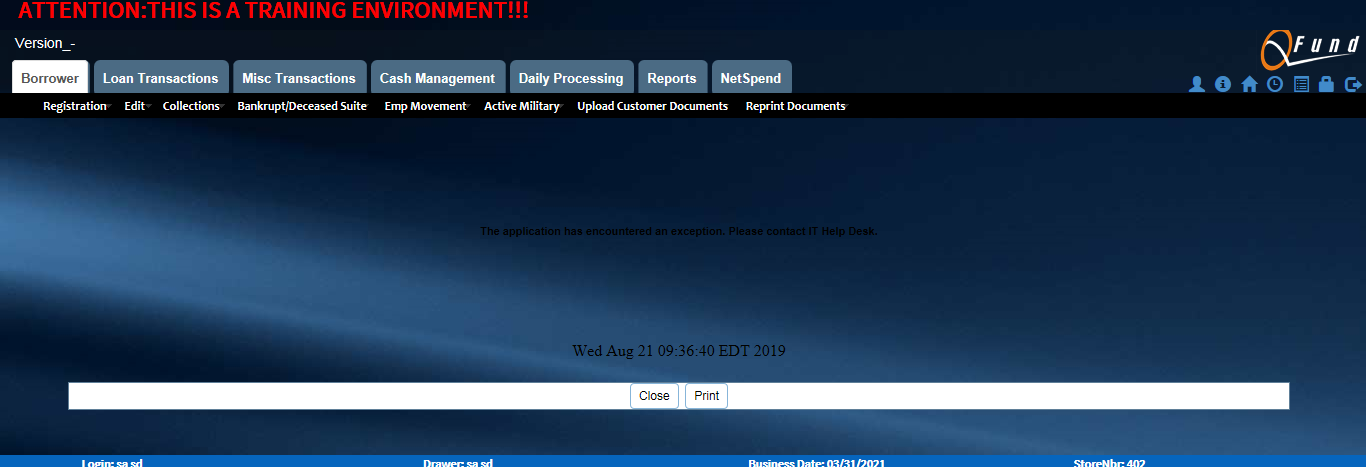 ATTENTION:THIS IS A TRAINING ENVIRONMENT!!!
Version_-
QFund
Borrower Loan Transactions Misc Transactions Cash Management Daily Processing Reports NetSpend
Registration Edit Collections Bankrupt/Deceased Suite Emp Movement Active Military Upload Customer Documents Reprint Documents
The application has encountered an exception. Please contact IT Help Desk.
Wed Aug 21 09:36:40 EDT 2019
Close Print
Login: sa sd Drawer: sa sd Business Date: 03/31/2021 StoreNbr: 402